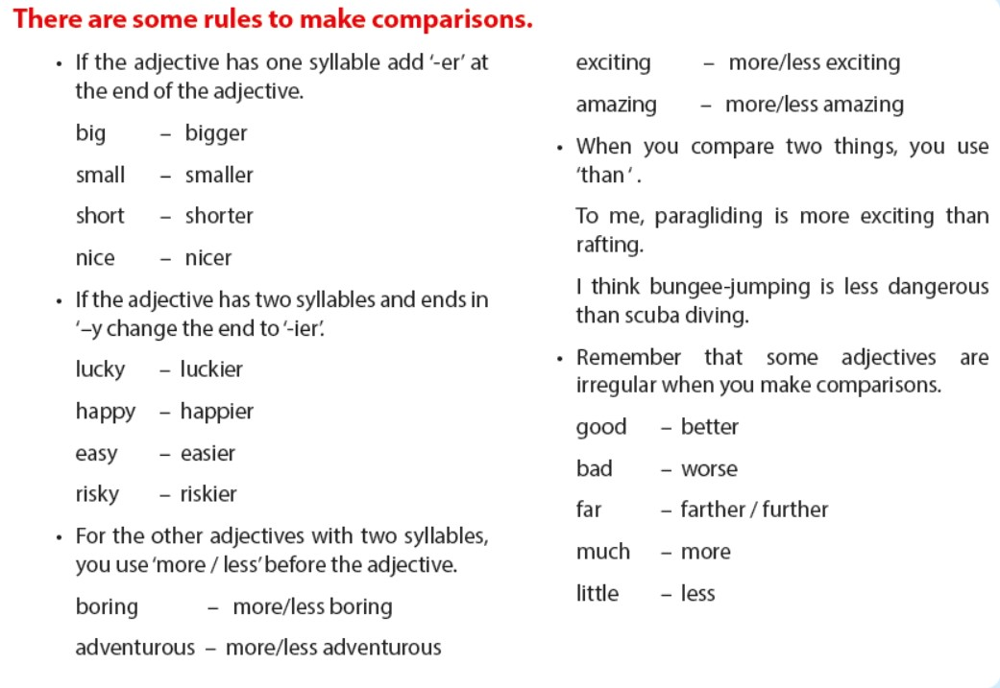 There are some rules to make comparisons.
• If the adjective has one syllable add ‘-er’ at
the end of the adjective.
big – bigger
small – smaller
short – shorter
nice – nicer
• If the adjective has two syllables and ends in
‘–y change the end to ‘-ier’.
lucky – luckier
happy – happier
easy – easier
risky – riskier
• For the other adjectives with two syllables,
you use ‘more / less’ before the adjective.
boring – more/less boring
adventurous – more/less adventurous
exciting – more/less exciting
amazing – more/less amazing
• When you compare two things, you use
‘than ‘ .
To me, paragliding is more exciting than
rafting.
I think bungee-jumping is less dangerous
than scuba diving.
• Remember that some adjectives are
irregular when you make comparisons.
good – better
bad – worse
far – farther / further
much – more
little – less